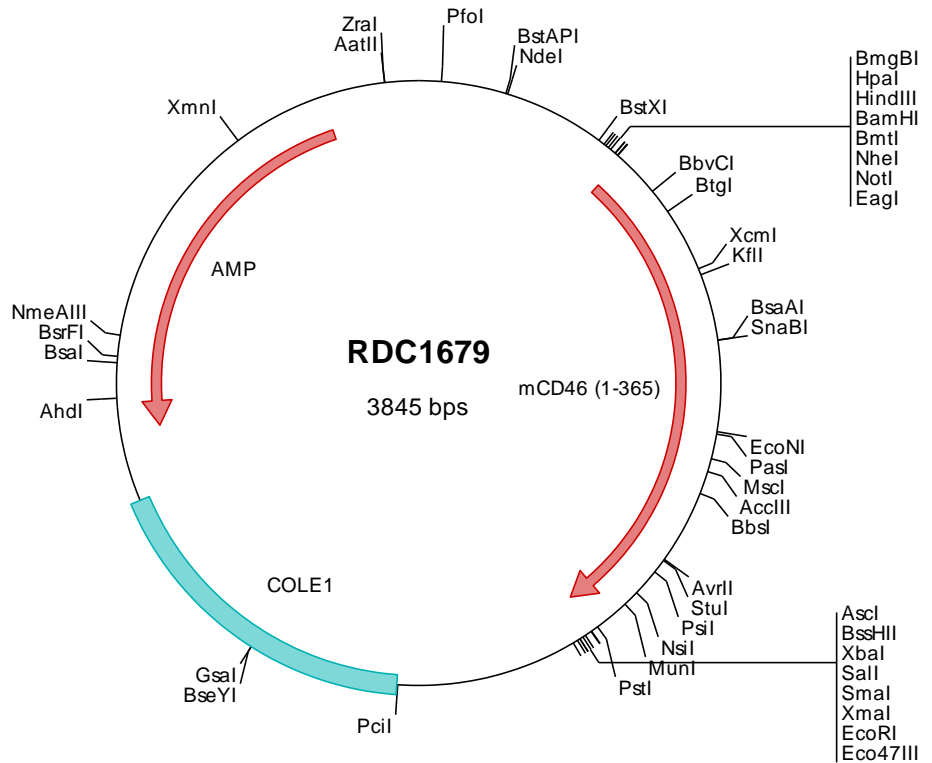 PfoI
ZraI
AatII
BstAPI
NdeI
XmnI
BstXI
BmgBI
HpaI
HindIII
BamHI
BmtI
NheI
NotI
EagI
BbvCI
BtgI
XcmI
KflI
AMP
NmeAIII
BsrFI
BsaI
AhdI
BsaAI
SnaBI
RDC1679
3845 bps
mCD46 (1-365)
EcoNI
PasI
MscI
AccIII
BbsI
COLE1
AvrII
StuI
PsiI
NsiI
MunI
PstI
GsaI
BseYI
PciI
AscI
BssHII
XbaI
SalI
SmaI
XmaI
EcoRI
Eco47III